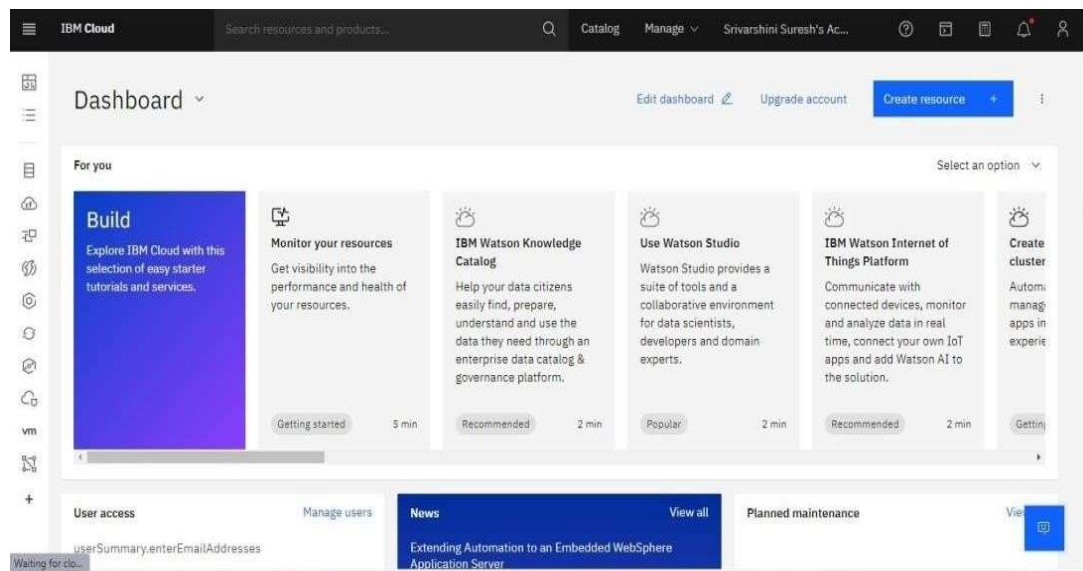 IBM Cloud
Search resources and products...
Catalog
Manage
Srivarshini Suresh's Ac...
Dashboard
Edit dashboard
Upgrade account
Create resource +
For you
Select an option
Build
Explore IBM Cloud with this
selection of easy starter
tutorials and services.
Monitor your resources
Get visibility into the
performance and health of
your resources.
Getting started
5 min
IBM Watson Knowledge
Catalog
Help your data citizens
easily find, prepare,
understand and use the
data they need through an
enterprise data catalog &
governance platform.
Recommended
2 min
Use Watson Studio
Watson Studio provides a
suite of tools and a
collaborative environment
for data scientists,
developers and domain
experts.
Popular
2 min
IBM Watson Internet of
Things Platform
Communicate with
connected devices, monitor
and analyze data in real
time, connect your own IoT
apps and add Watson AI to
the solution.
Recommended
2 min
Create
cluster
apps in
vm
User access
Manage users
userSummary.enterEmailAddresses
News
View all
Extending Automation to an Embedded WebSphere
Application Server
Planned maintenance
Waiting for clo...